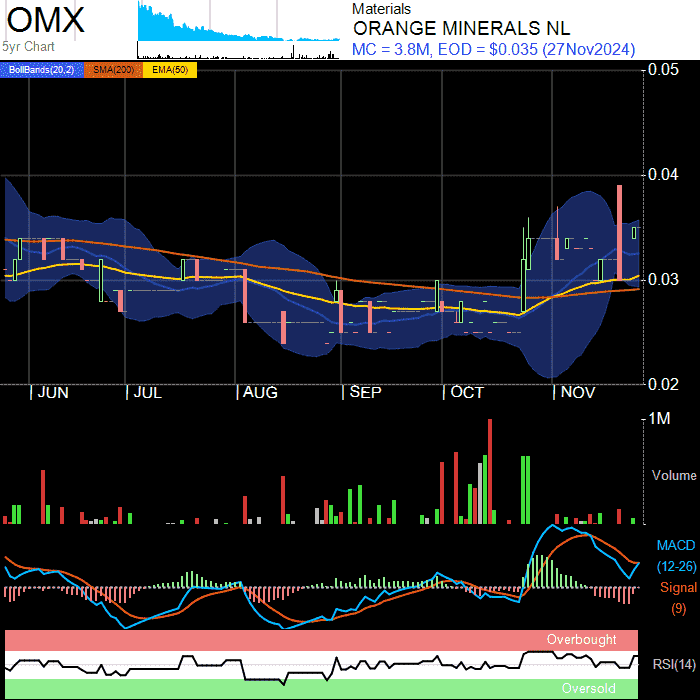 OMX
5yr Chart
Materials
ORANGE MINERALS NL
MC = 3.8M, EOD = $0.035 (27Nov2024)
BollBands(20,2) SMA(200) EMA(50)
0.05
0.04
0.03
0.02
| JUN | JUL | AUG | SEP | OCT | NOV
1M
Volume
MACD
(12-26)
Signal
(9)
Overbought
RSI(14)
Oversold